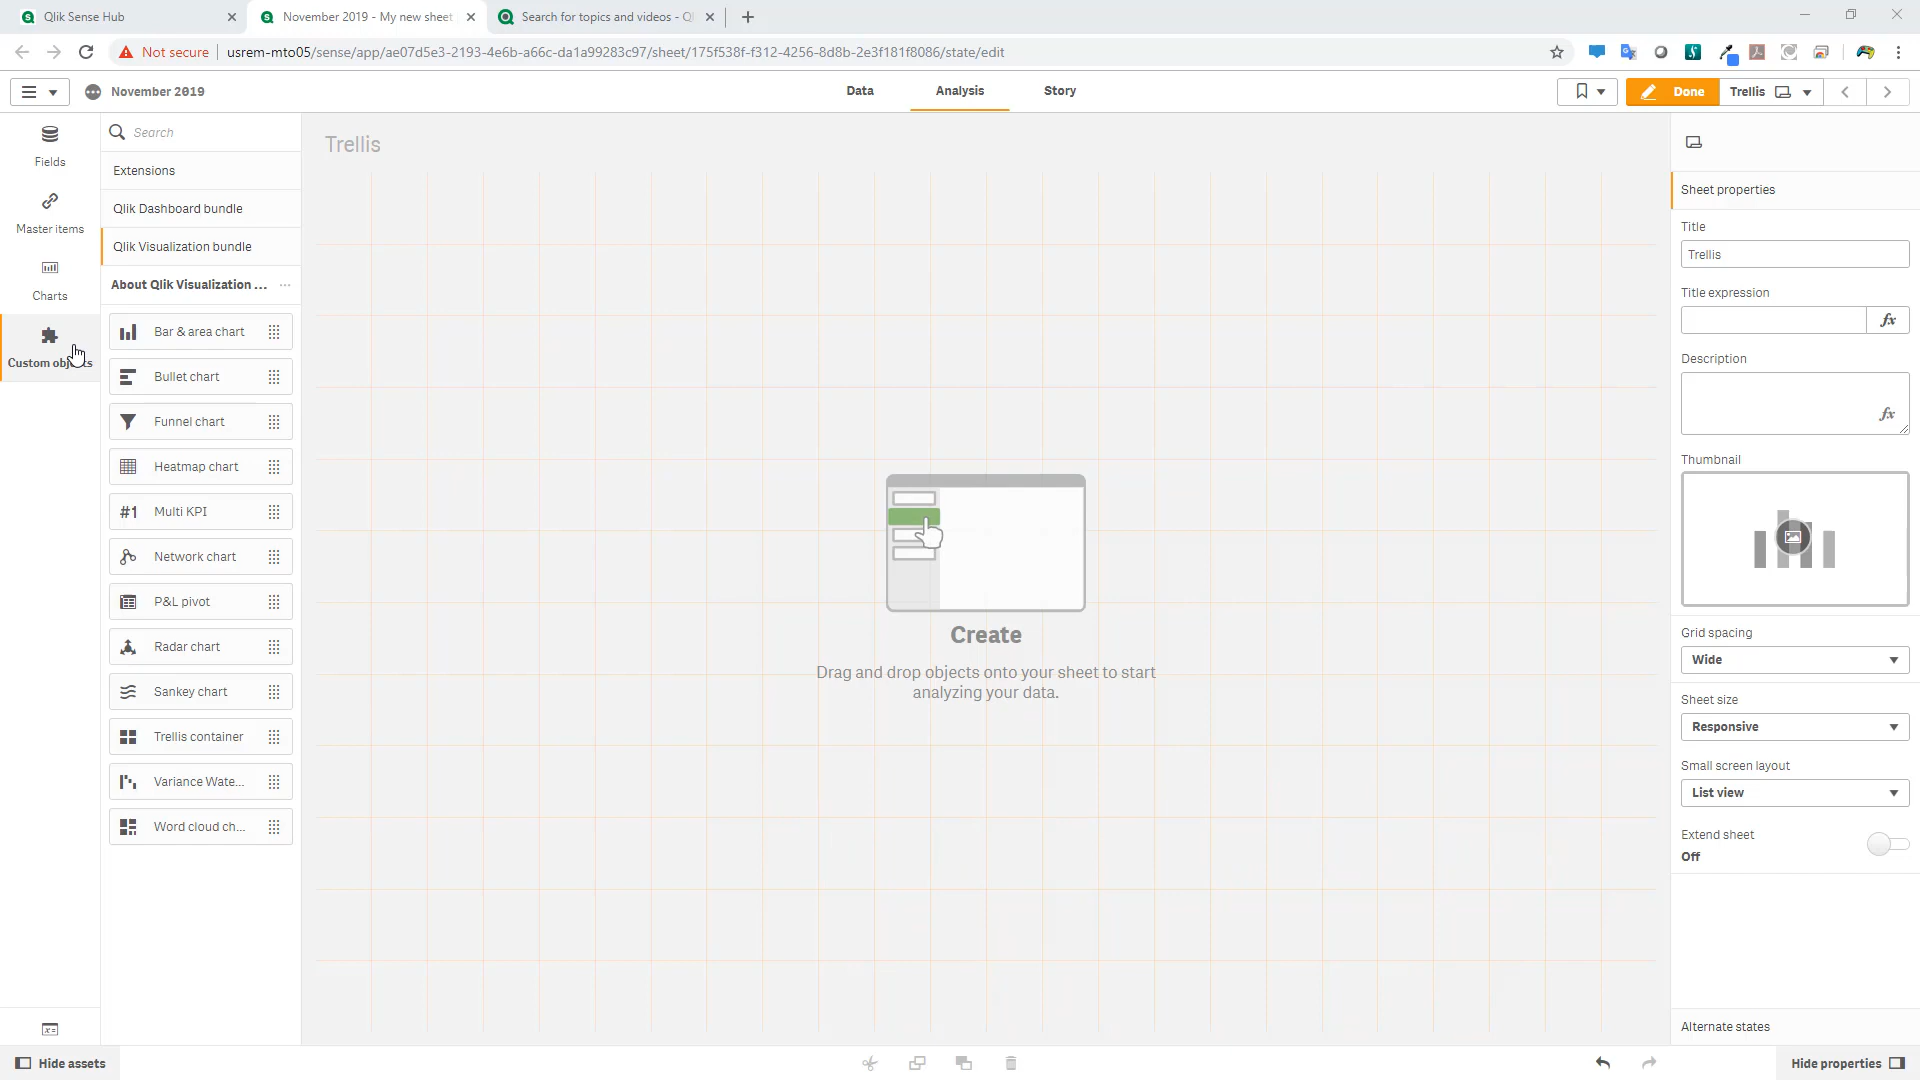 Qlik Sense Hub
November 2019 - My new sheet
Search for topics and videos - Ql
Not secure
usrem-mto05/sense/app/ae07d5e3-2193-4e6b-a66c-da1a99283c97/sheet/175f538f-f312-4256-8d8b-2e3f181f8086/state/edit
November 2019
Data
Analysis
Story
Done
Trellis
Fields
Master items
Charts
Custom objects
Search
Extensions
Qlik Dashboard bundle
Qlik Visualization bundle
About Qlik Visualization ...
Bar & area chart
Bullet chart
Funnel chart
Heatmap chart
#1 Multi KPI
Network chart
P&L pivot
Radar chart
Sankey chart
Trellis container
Variance Wate...
Word cloud ch...
Trellis
Create
Drag and drop objects onto your sheet to start
analyzing your data.
Sheet properties
Title
Trellis
Title expression
fx
Description
fx
Thumbnail
Grid spacing
Wide
Sheet size
Responsive
Small screen layout
List view
Extend sheet
Off
Alternate states
Hide assets
Hide properties